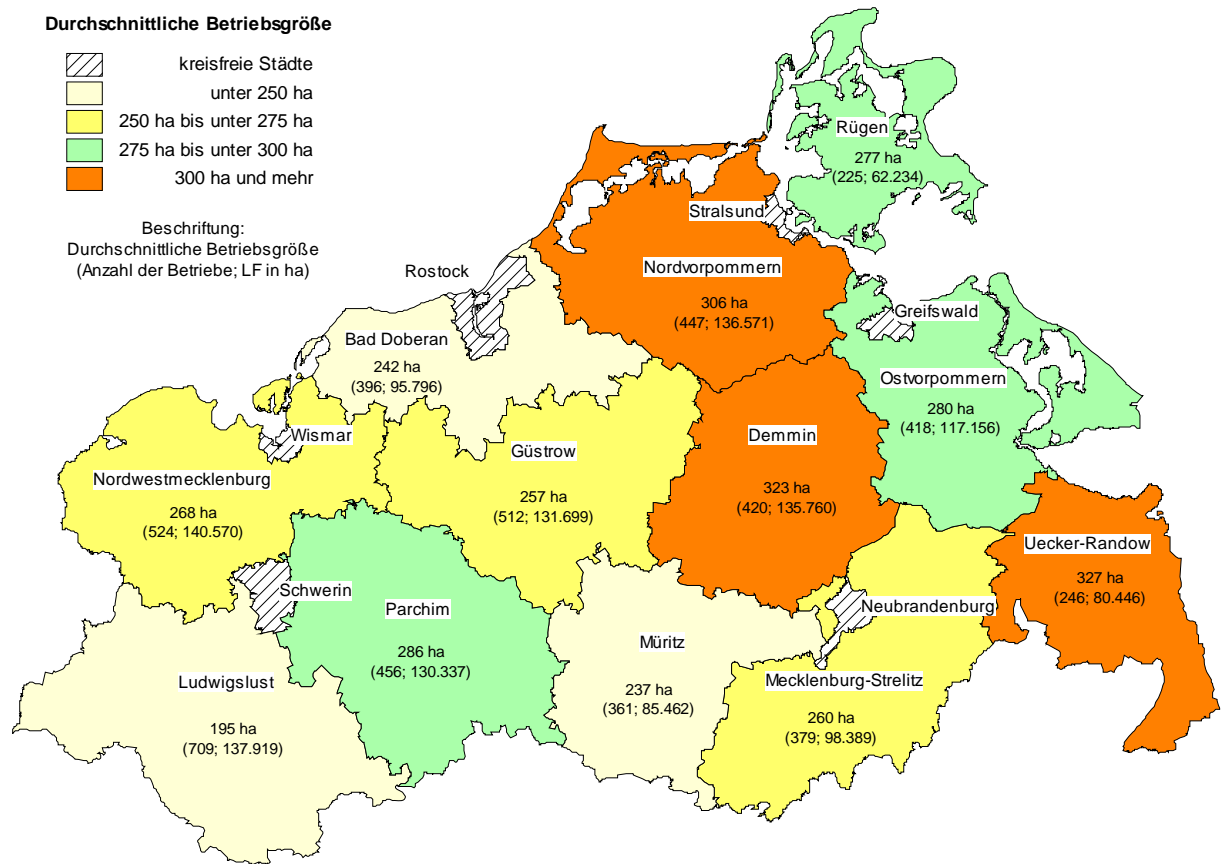 Durchschnittliche Betriebsgröße
kreisfreie Städte
unter 250 ha
250 ha bis unter 275 ha
275 ha bis unter 300 ha
300 ha und mehr
Beschriftung:
Durchschnittliche Betriebsgröße
(Anzahl der Betriebe; LF in ha)
Rügen
277 ha
(225; 62.234)
Stralsund
Nordvorpommern
306 ha
(447; 136.571)
Rostock
Greifswald
Bad Doberan
242 ha
(396; 95.796)
Ostvorpommern
280 ha
(418; 117.156)
Wismar
Güstrow
257 ha
(512; 131.699)
Demmin
323 ha
(420; 135.760)
Nordwestmecklenburg
268 ha
(524; 140.570)
Uecker-Randow
327 ha
(246; 80.446)
Schwerin
Parchim
286 ha
(456; 130.337)
Neubrandenburg
Müritz
237 ha
(361; 85.462)
Ludwigslust
195 ha
(709; 137.919)
Mecklenburg-Strelitz
260 ha
(379; 98.389)